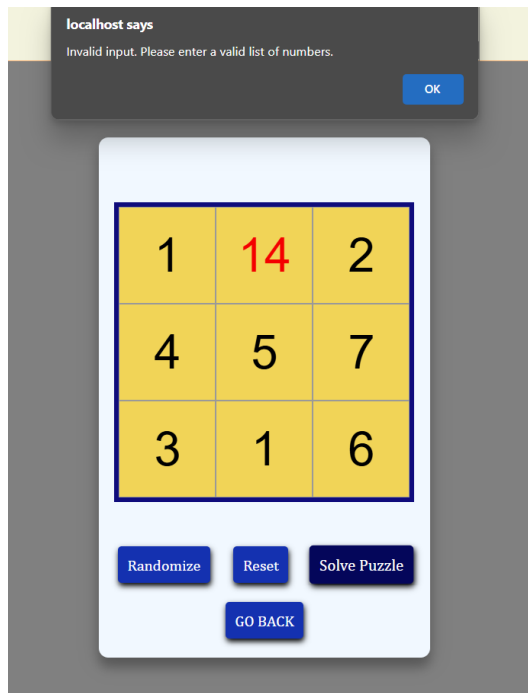 localhost says
Invalid input. Please enter a valid list of numbers.
OK
1 14 2
4 5 7
3 1 6
Randomize Reset Solve Puzzle
GO BACK